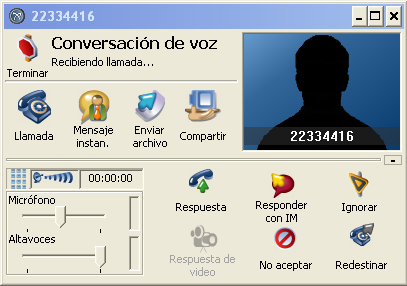 22334416
Conversación de voz
Recibiendo llamada...
Terminar
22334416
Llamada
Mensaje
instan.
Enviar
archivo
Compartir
00:00:00
Micrófono
Altavoces
Respuesta
Responder
con IM
Ignorar
Respuesta de
video
No aceptar
Redestinar